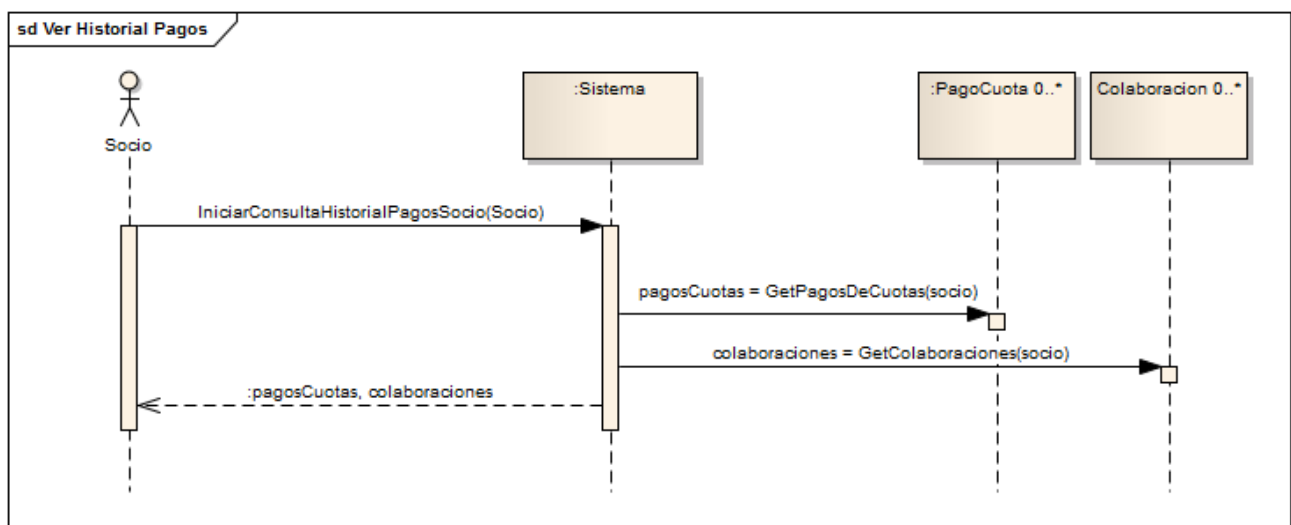 sd Ver Historial Pagos
:Sistema
:PagoCuota 0..*
Colaboracion 0..*
Socio
IniciarConsultaHistorialPagosSocio(Socio)
pagosCuotas = GetPagosDeCuotas(socio)
colaboraciones = GetColaboraciones(socio)
:pagosCuotas, colaboraciones